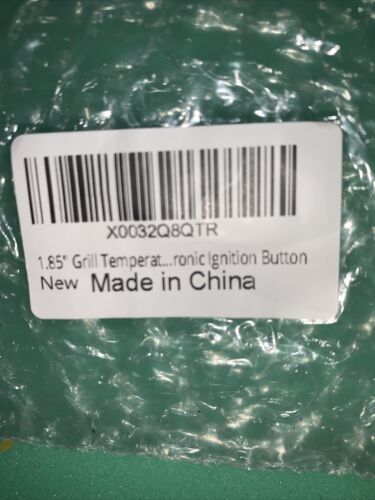 X0032Q8QTR
1.85" Grill Temperat...ronic Ignition Button
New Made in China